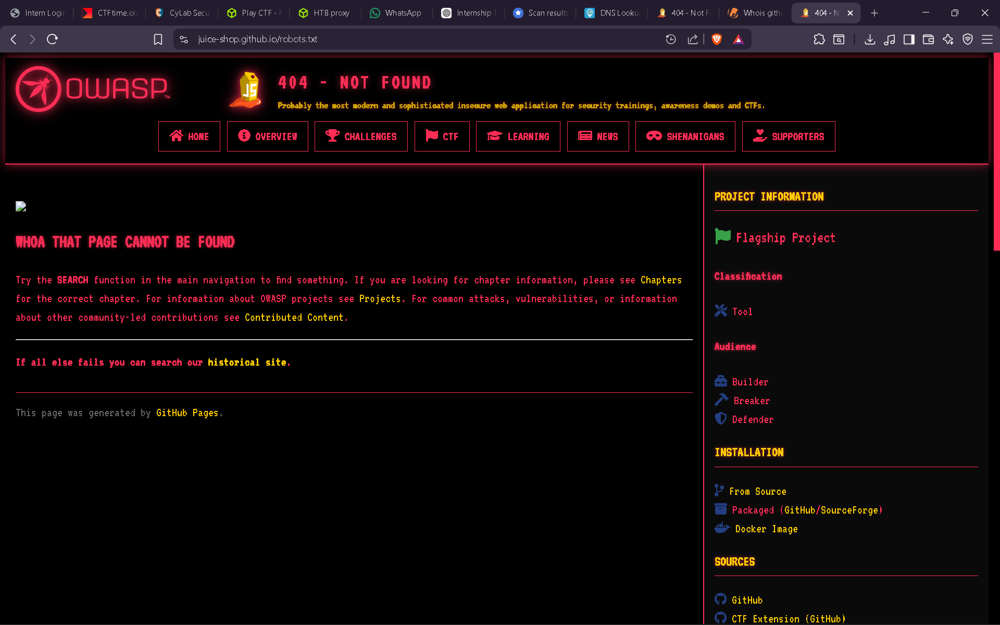 Intern Login
CTFtime.org
CyLab Secu
Play CTF - H
HTB proxy
WhatsApp
Internship T
Scan results
DNS Looku
404 - Not F
Whois gith
404 - N
juice-shop.github.io/robots.txt
OWASP™
JS
404 - NOT FOUND
Probably the most modern and sophisticated insecure web application for security trainings, awareness demos and CTFs.
HOME
OVERVIEW
CHALLENGES
CTF
LEARNING
NEWS
SHENANIGANS
SUPPORTERS
WHOA THAT PAGE CANNOT BE FOUND
Try the SEARCH function in the main navigation to find something. If you are looking for chapter information, please see Chapters
for the correct chapter. For information about OWASP projects see Projects. For common attacks, vulnerabilities, or information
about other community-led contributions see Contributed Content.
If all else fails you can search our historical site.
This page was generated by GitHub Pages.
PROJECT INFORMATION
Flagship Project
Classification
Tool
Audience
Builder
Breaker
Defender
INSTALLATION
From Source
Packaged (GitHub/SourceForge)
Docker Image
SOURCES
GitHub
CTF Extension (GitHub)